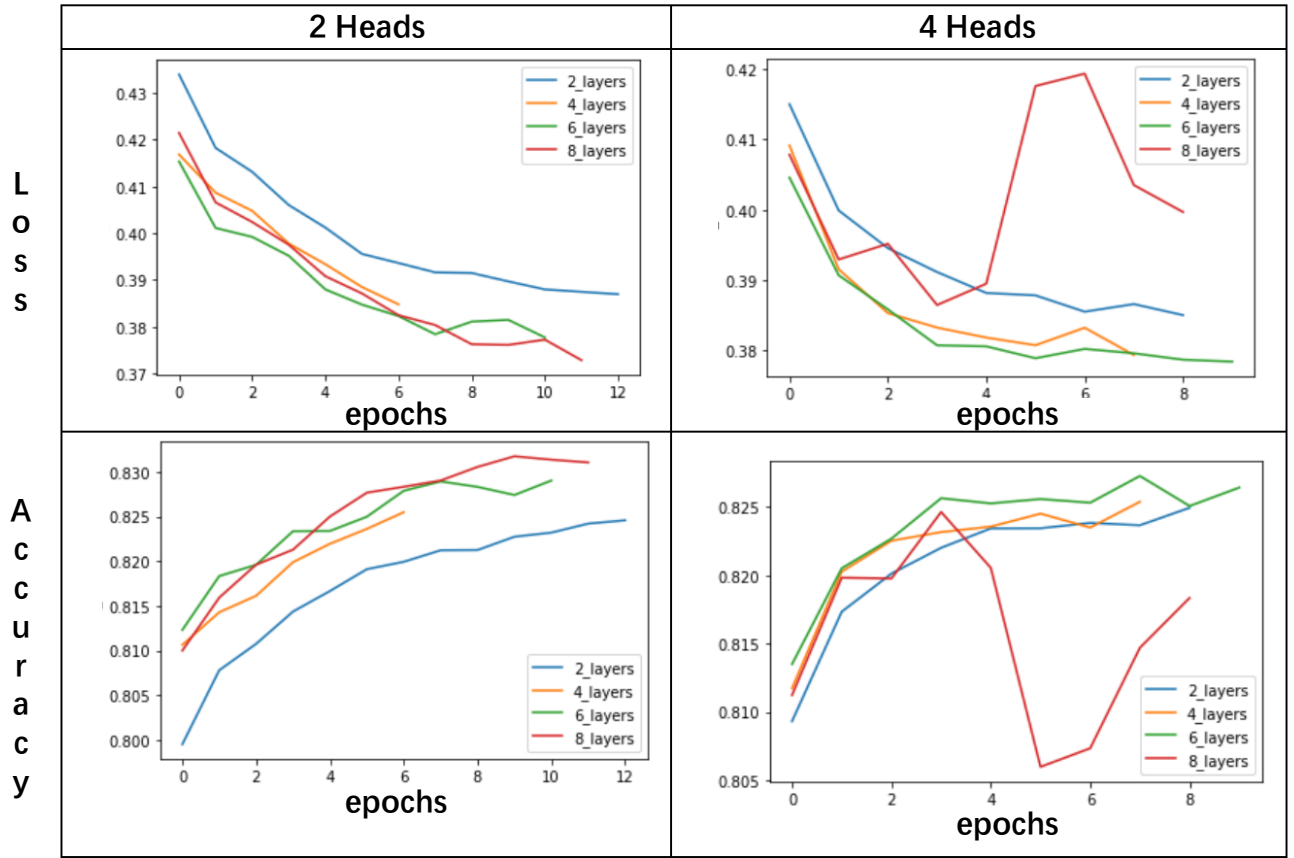 2 Heads
4 Heads
Loss
0.43
0.42
0.41
0.40
0.39
0.38
0.37
0 2 4 6 8 10 12
2_layers
4_layers
6_layers
8_layers
epochs
0.42
0.41
0.40
0.39
0.38
0 2 4 6 8
2_layers
4_layers
6_layers
8_layers
epochs
Accuracy
0.830
0.825
0.820
0.815
0.810
0.805
0.800
0 2 4 6 8 10 12
2_layers
4_layers
6_layers
8_layers
epochs
0.825
0.820
0.815
0.810
0.805
0 2 4 6 8
2_layers
4_layers
6_layers
8_layers
epochs